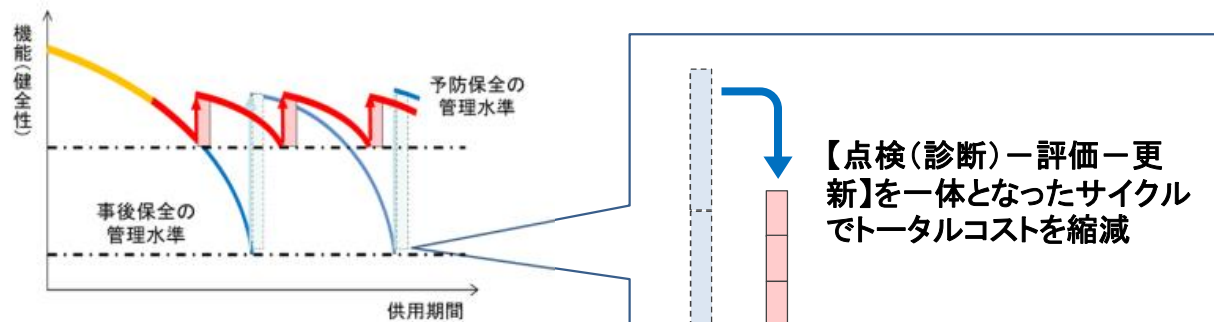 機能(健全性)
予防保全の
管理水準
事後保全の
管理水準
供用期間
【点検(診断)－評価－更
新】を一体となったサイクル
でトータルコストを縮減